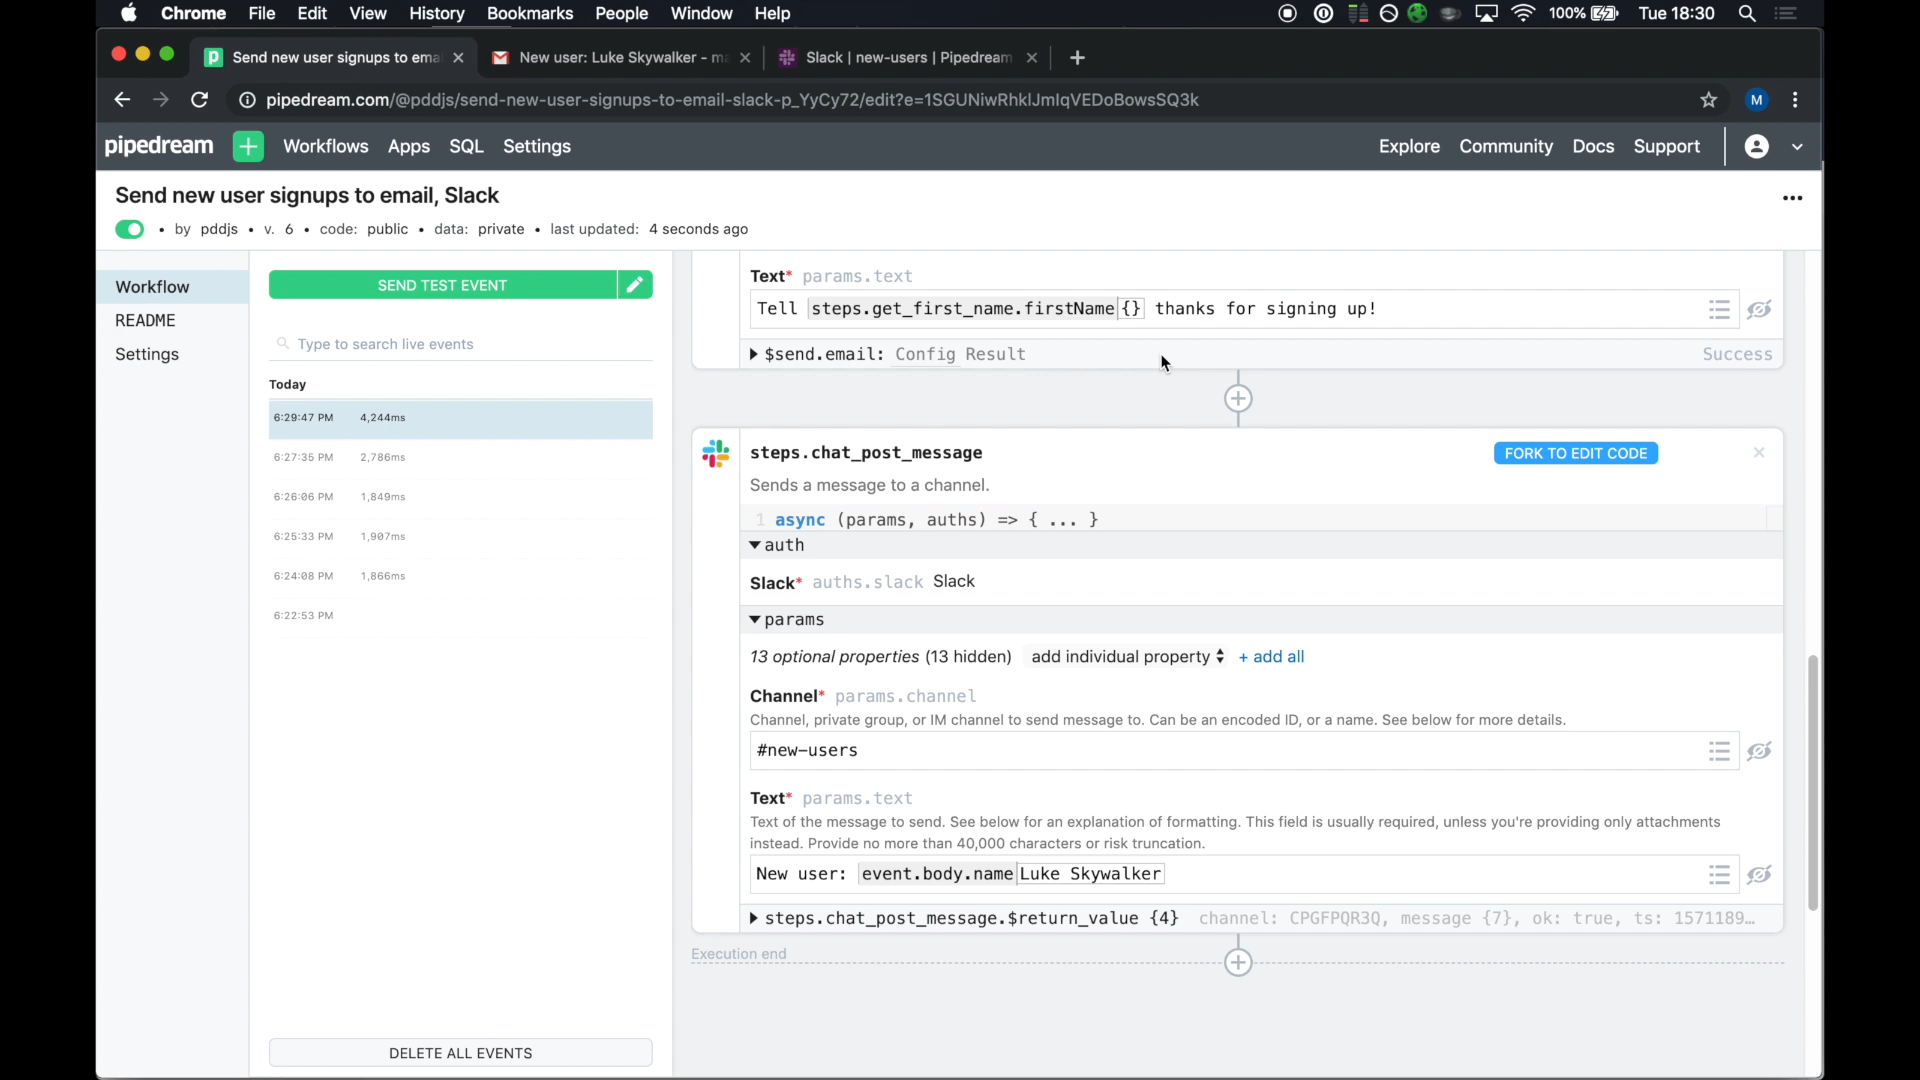 Chrome File Edit View History Bookmarks People Window Help 100% Tue 18:30
Send new user signups to ema
New user: Luke Skywalker - m
Slack | new-users | Pipedream
pipedream.com/@pddjs/send-new-user-signups-to-email-slack-p_YyCy72/edit?e=1SGUNiwRhklJmIqVEDoBowsSQ3k
M
pipedream + Workflows Apps SQL Settings Explore Community Docs Support
Send new user signups to email, Slack
• by pddjs • v. 6 • code: public • data: private • last updated: 4 seconds ago
Workflow
README
Settings
SEND TEST EVENT
Type to search live events
Today
6:29:47 PM 4,244ms
6:27:35 PM 2,786ms
6:26:06 PM 1,849ms
6:25:33 PM 1,907ms
6:24:08 PM 1,866ms
6:22:53 PM
DELETE ALL EVENTS
Text* params.text
Tell steps.get_first_name.firstName {} thanks for signing up!
$send.email: Config Result Success
steps.chat_post_message
FORK TO EDIT CODE
Sends a message to a channel.
1 async (params, auths) => { ... }
auth
Slack* auths.slack Slack
params
13 optional properties (13 hidden) add individual property + add all
Channel* params.channel
Channel, private group, or IM channel to send message to. Can be an encoded ID, or a name. See below for more details.
#new-users
Text* params.text
Text of the message to send. See below for an explanation of formatting. This field is usually required, unless you're providing only attachments
instead. Provide no more than 40,000 characters or risk truncation.
New user: event.body.name Luke Skywalker
steps.chat_post_message.$return_value {4} channel: CPGFPQR3Q, message {7}, ok: true, ts: 1571189…
Execution end